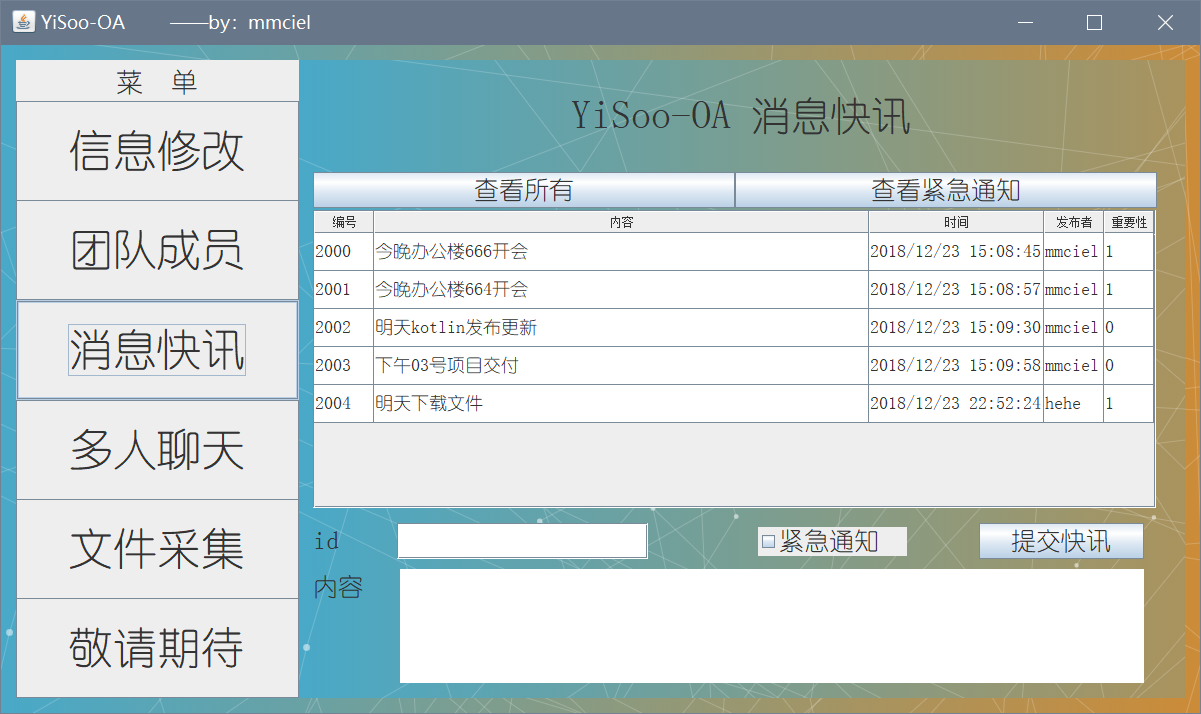 YiSoo-OA ——by: mmciel
菜 单
信息修改
团队成员
消息快讯
多人聊天
文件采集
敬请期待
YiSoo-OA 消息快讯
查看所有 查看紧急通知
编号 内容 时间 发布者 重要性
2000 今晚办公楼666开会 2018/12/23 15:08:45 mmciel 1
2001 今晚办公楼664开会 2018/12/23 15:08:57 mmciel 1
2002 明天kotlin发布更新 2018/12/23 15:09:30 mmciel 0
2003 下午03号项目交付 2018/12/23 15:09:58 mmciel 0
2004 明天下载文件 2018/12/23 22:52:24 hehe 1
id 紧急通知 提交快讯
内容